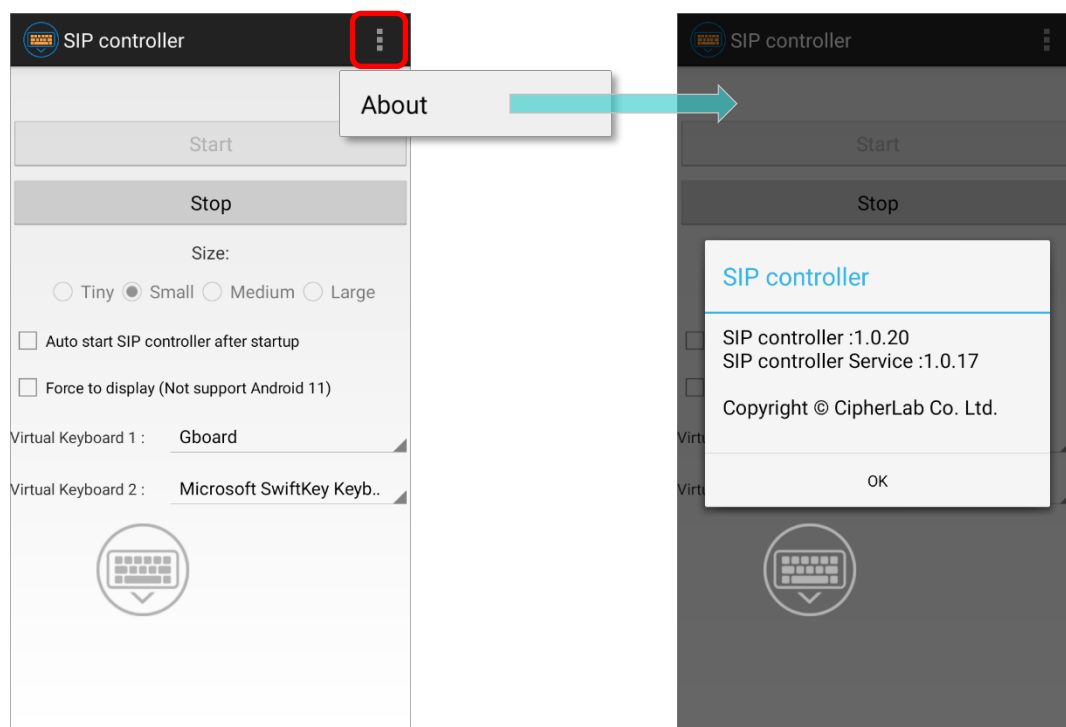 SIP controller
About
Start
Stop
Size:
Tiny Small Medium Large
Auto start SIP controller after startup
Force to display (Not support Android 11)
Virtual Keyboard 1 : Gboard
Virtual Keyboard 2 : Microsoft SwiftKey Keyb..
SIP controller
Start
Stop
SIP controller
SIP controller :1.0.20
SIP controller Service :1.0.17
Copyright © CipherLab Co. Ltd.
OK
Virt
Virt